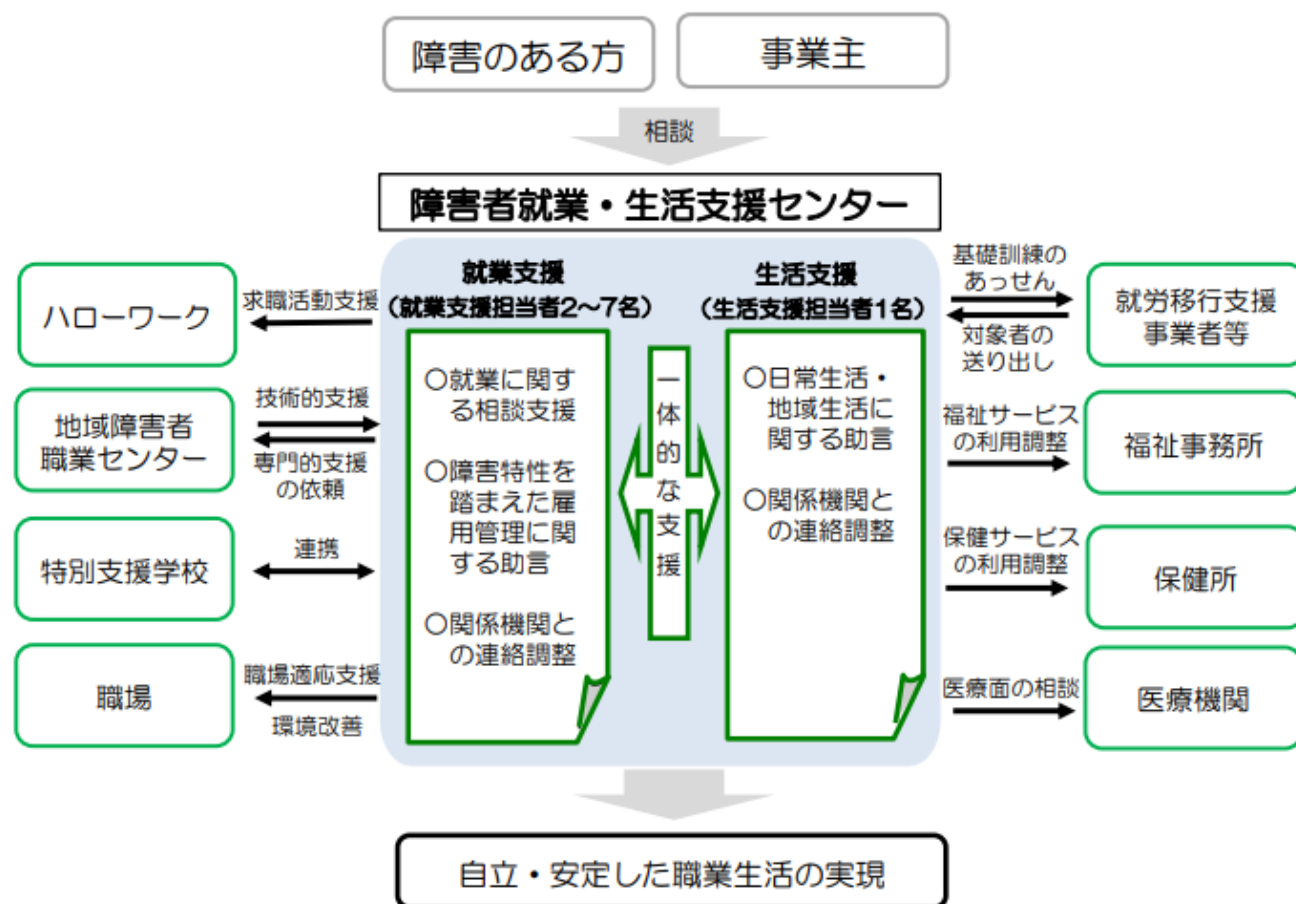 障害のある方
事業主
相談
障害者就業・生活支援センター
就業支援
(就業支援担当者2～7名)
生活支援
(生活支援担当者1名)
ハローワーク
求職活動支援
地域障害者
職業センター
技術的支援
専門的支援
の依頼
特別支援学校
連携
職場
職場適応支援
環境改善
○就業に関す
る相談支援
○障害特性を
踏まえた雇
用管理に関
する助言
○関係機関と
の連絡調整
一体的な支援
○日常生活・
地域生活に
関する助言
○関係機関と
の連絡調整
基礎訓練の
あっせん
対象者の
送り出し
就労移行支援
事業者等
福祉サービス
の利用調整
福祉事務所
保健サービス
の利用調整
保健所
医療面の相談
医療機関
自立・安定した職業生活の実現